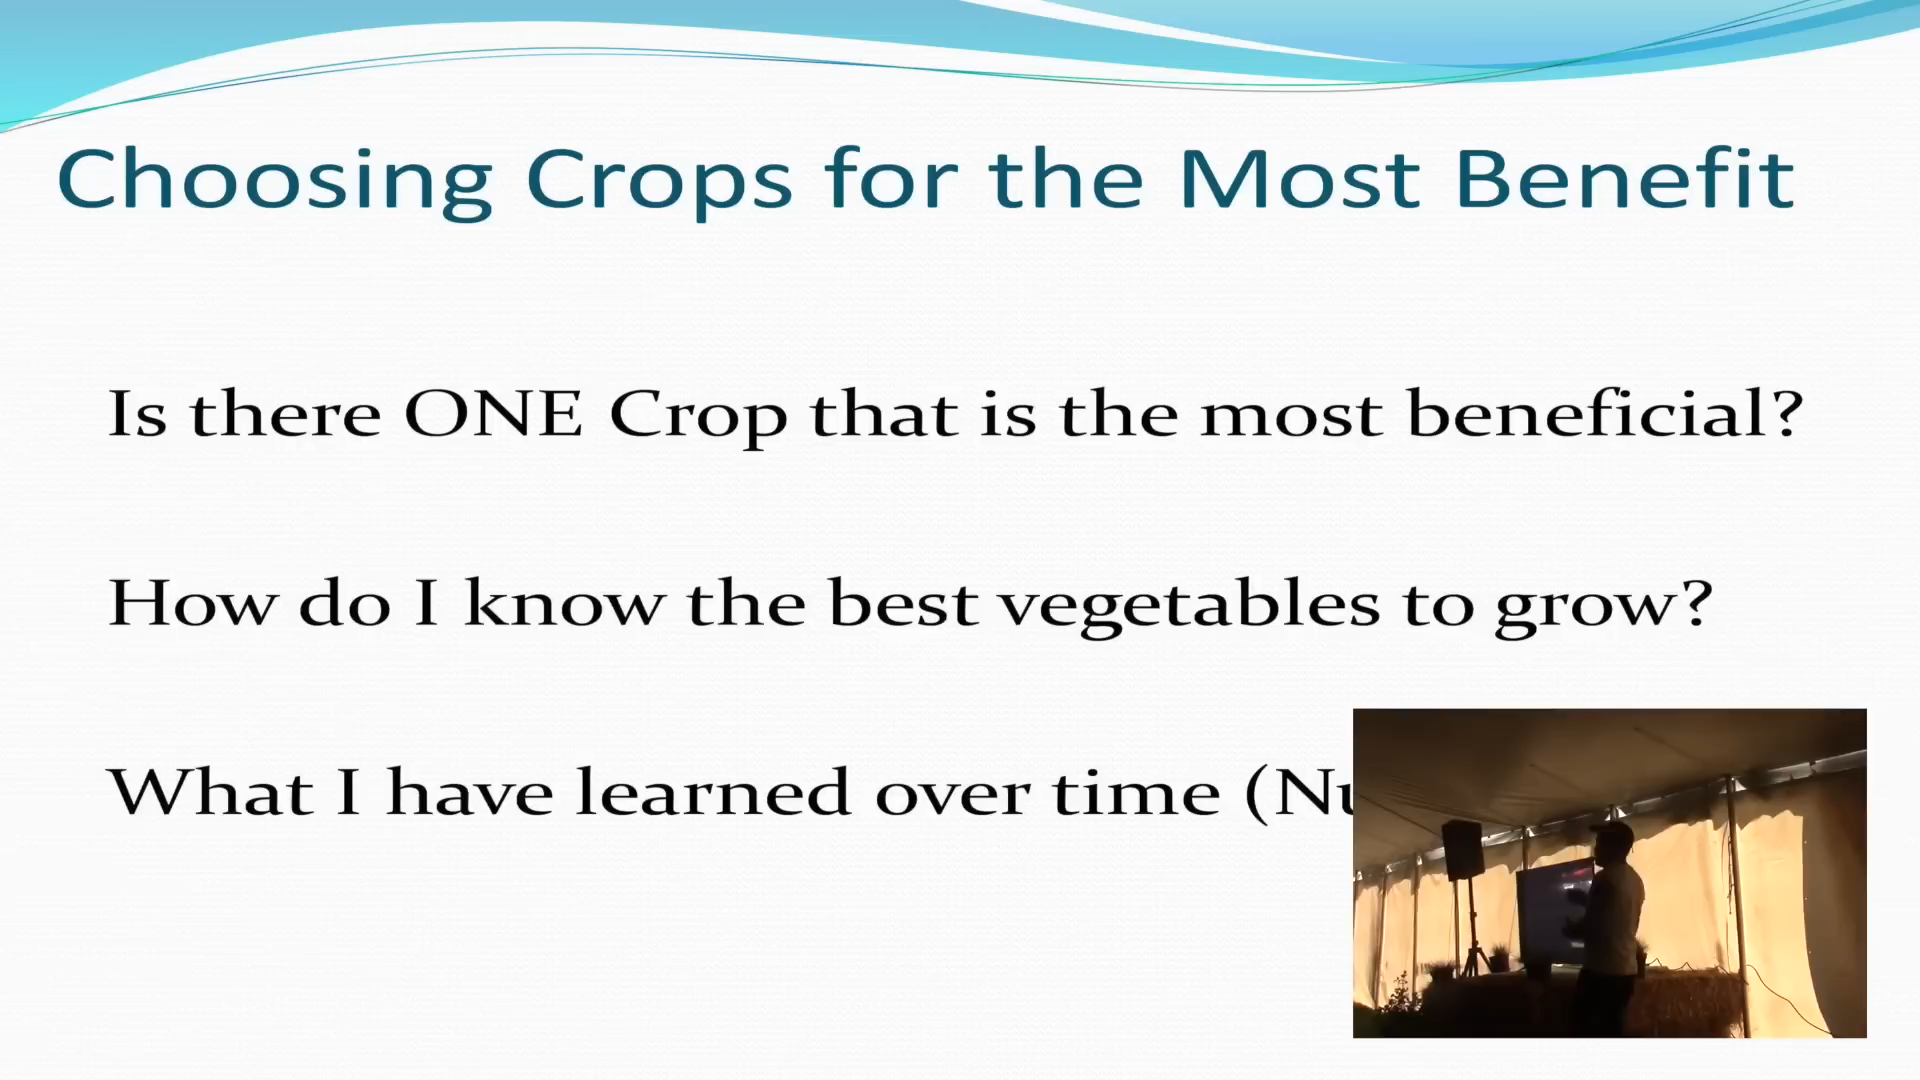 Choosing Crops for the Most Benefit
Is there ONE Crop that is the most beneficial?
How do I know the best vegetables to grow?
What I have learned over time